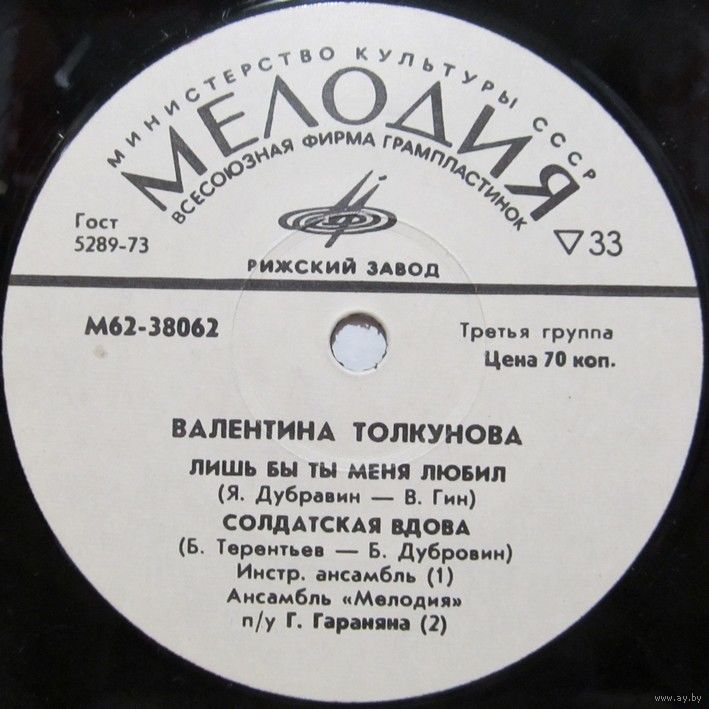 МИНИСТЕРСТВО КУЛЬТУРЫ СССР
МЕЛОДИЯ
ВСЕСОЮЗНАЯ ФИРМА ГРАМПЛАСТИНОК
Гост
5289-73
▽33
РИЖСКИЙ ЗАВОД
М62-38062
Третья группа
Цена 70 коп.
ВАЛЕНТИНА ТОЛКУНОВА
ЛИШЬ БЫ ТЫ МЕНЯ ЛЮБИЛ
(Я. Дубравин — В. Гин)
СОЛДАТСКАЯ ВДОВА
(Б. Терентьев — Б. Дубровин)
Инстр. ансамбль (1)
Ансамбль «Мелодия»
п/у Г. Гараняна (2)
www.ay.by